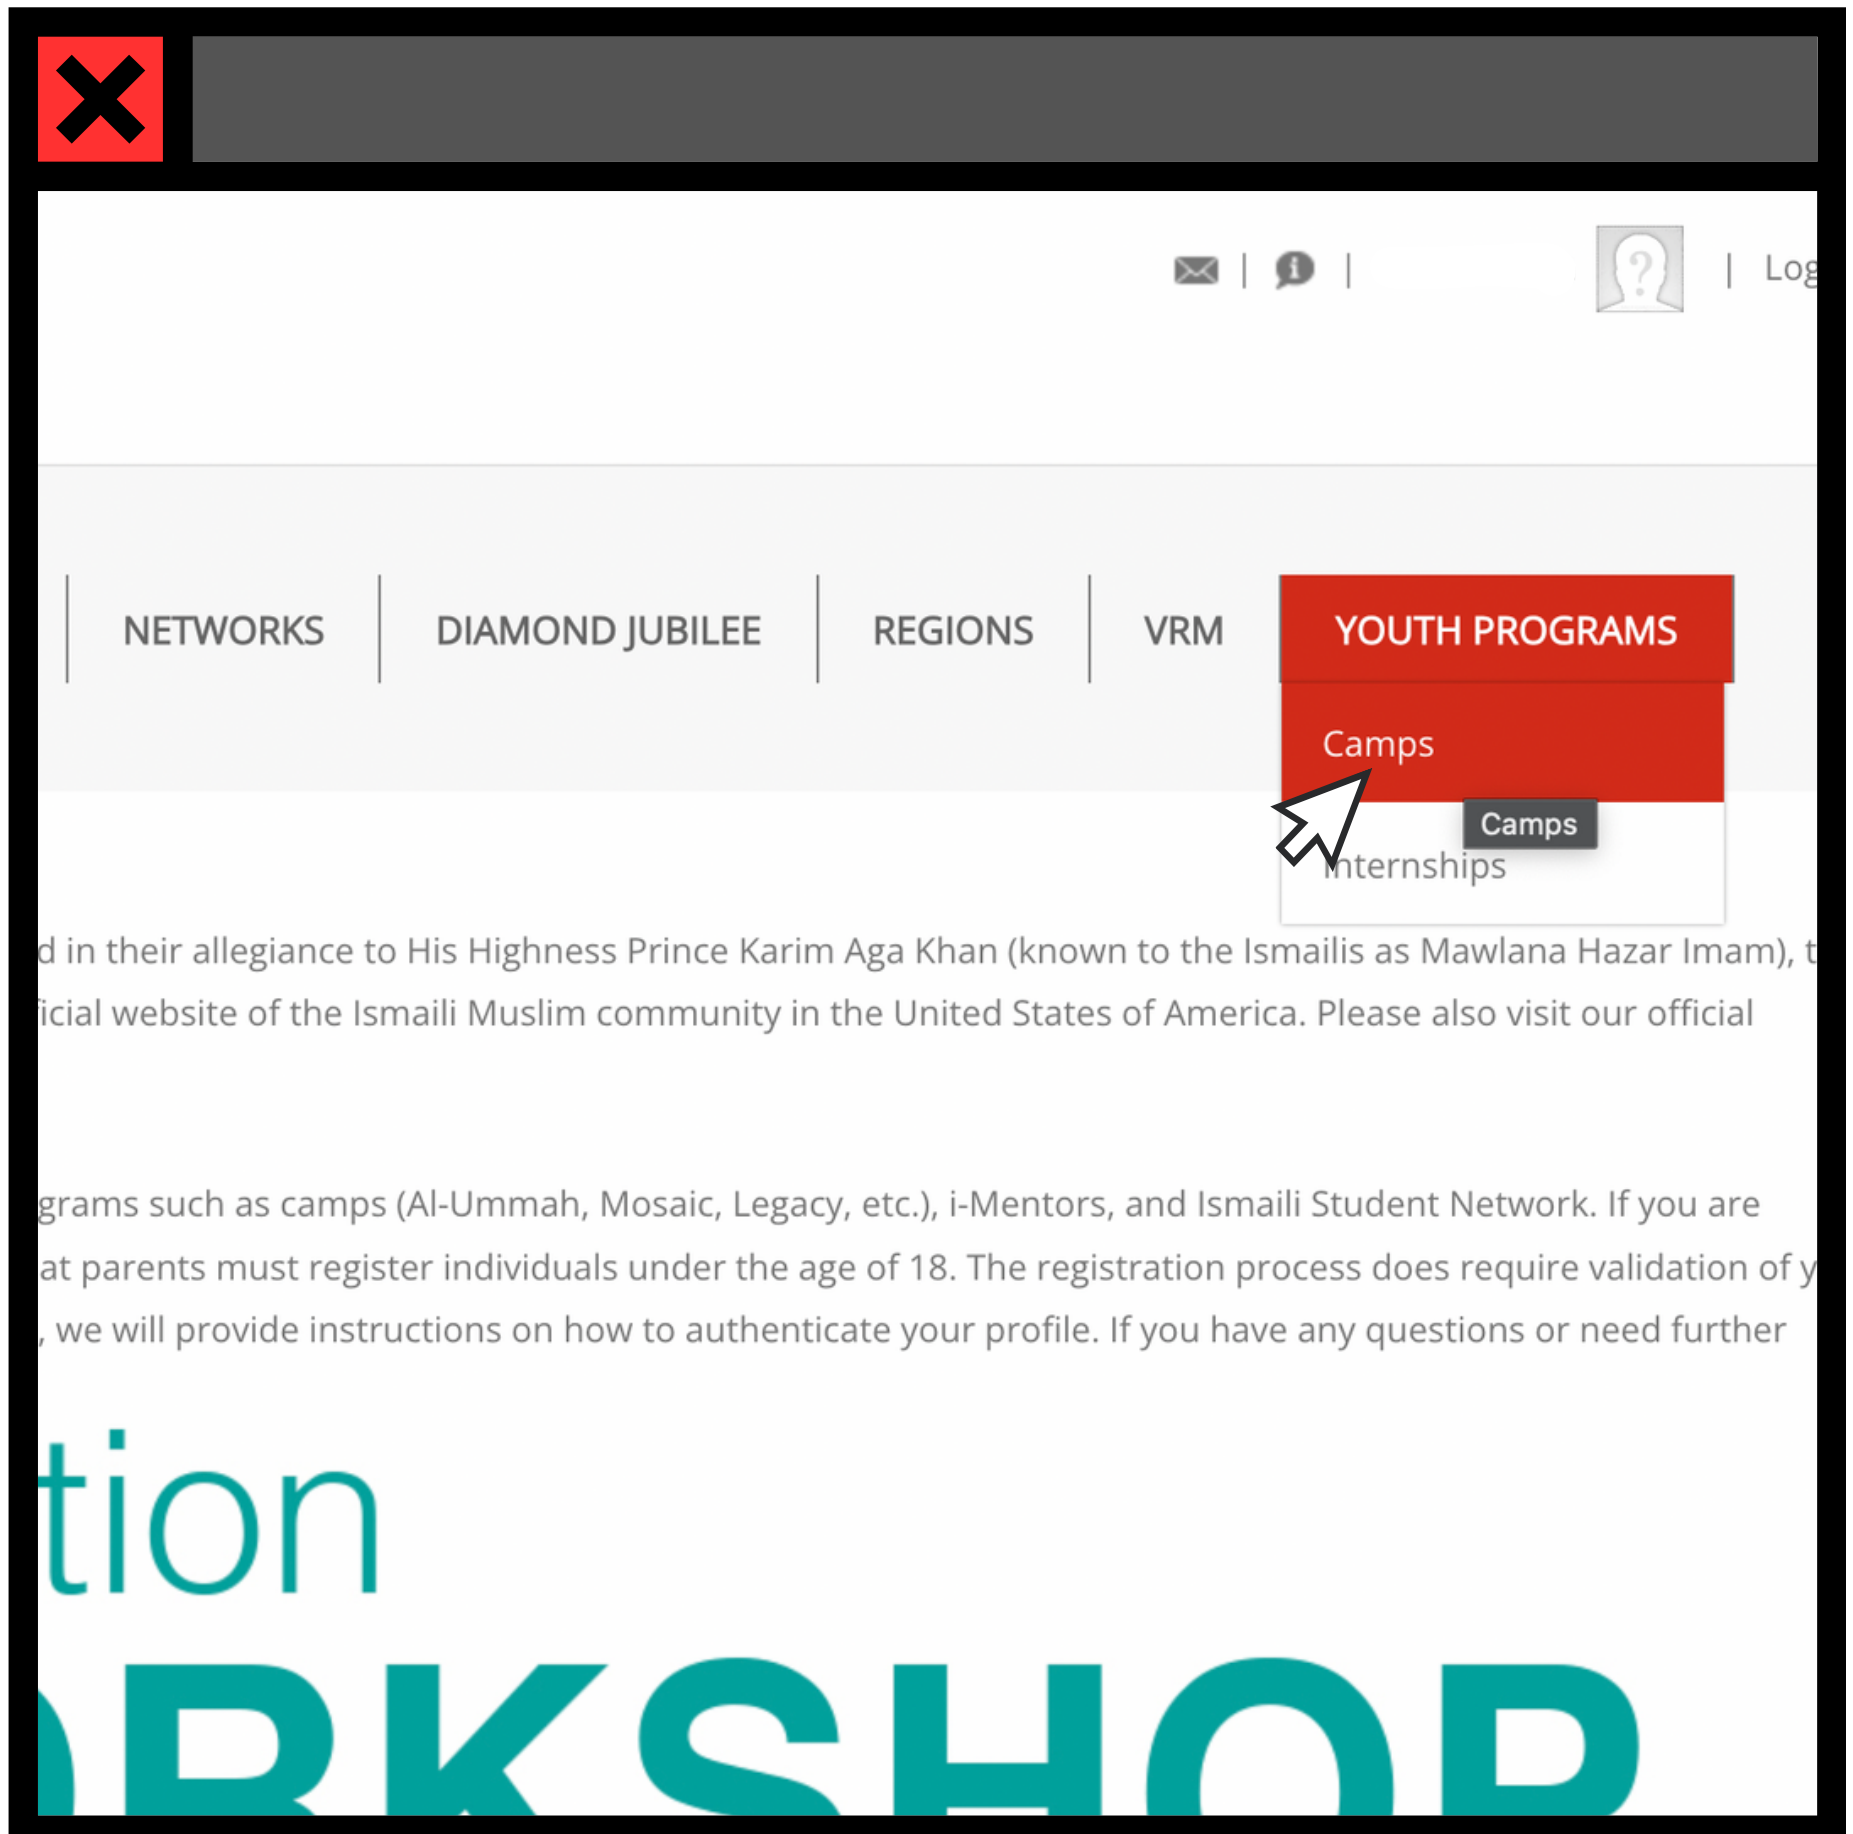 Log
NETWORKS
DIAMOND JUBILEE
REGIONS
VRM
YOUTH PROGRAMS
Camps
Camps
Internships
d in their allegiance to His Highness Prince Karim Aga Khan (known to the Ismailis as Mawlana Hazar Imam), t
ficial website of the Ismaili Muslim community in the United States of America. Please also visit our official
grams such as camps (Al-Ummah, Mosaic, Legacy, etc.), i-Mentors, and Ismaili Student Network. If you are
at parents must register individuals under the age of 18. The registration process does require validation of y
, we will provide instructions on how to authenticate your profile. If you have any questions or need further
tion
ORKSHOP